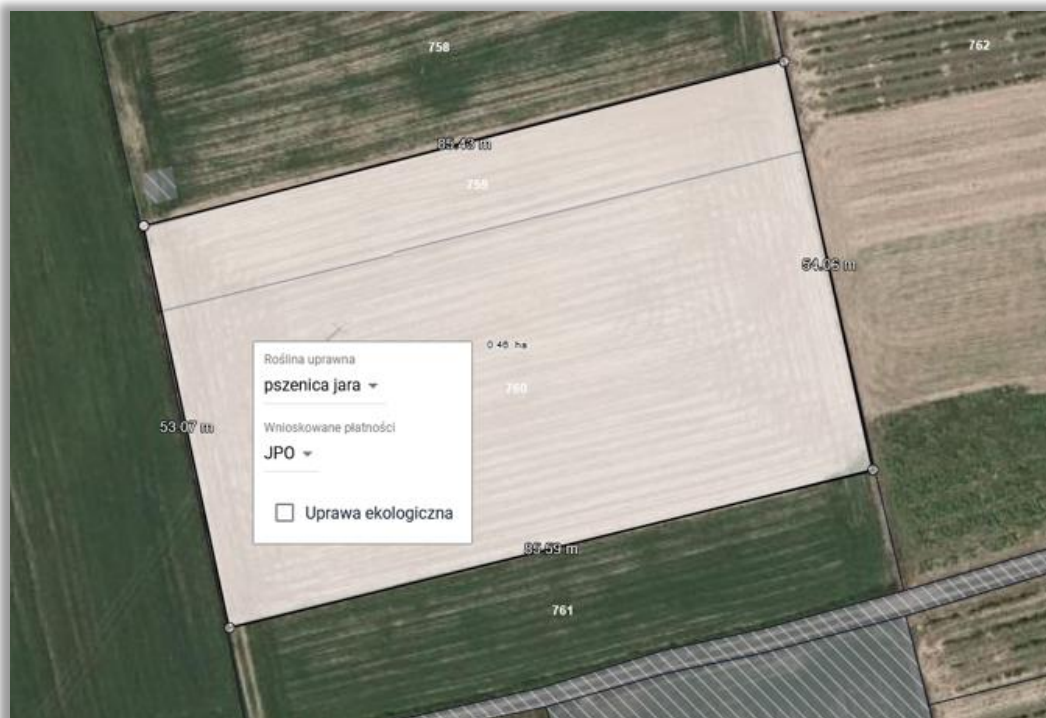 758
762
85.43 m
759
54.06 m
0.46 ha
Roślina uprawna
pszenica jara
760
Wnioskowane płatności
53.07 m
JPO
Uprawa ekologiczna
85.59 m
761